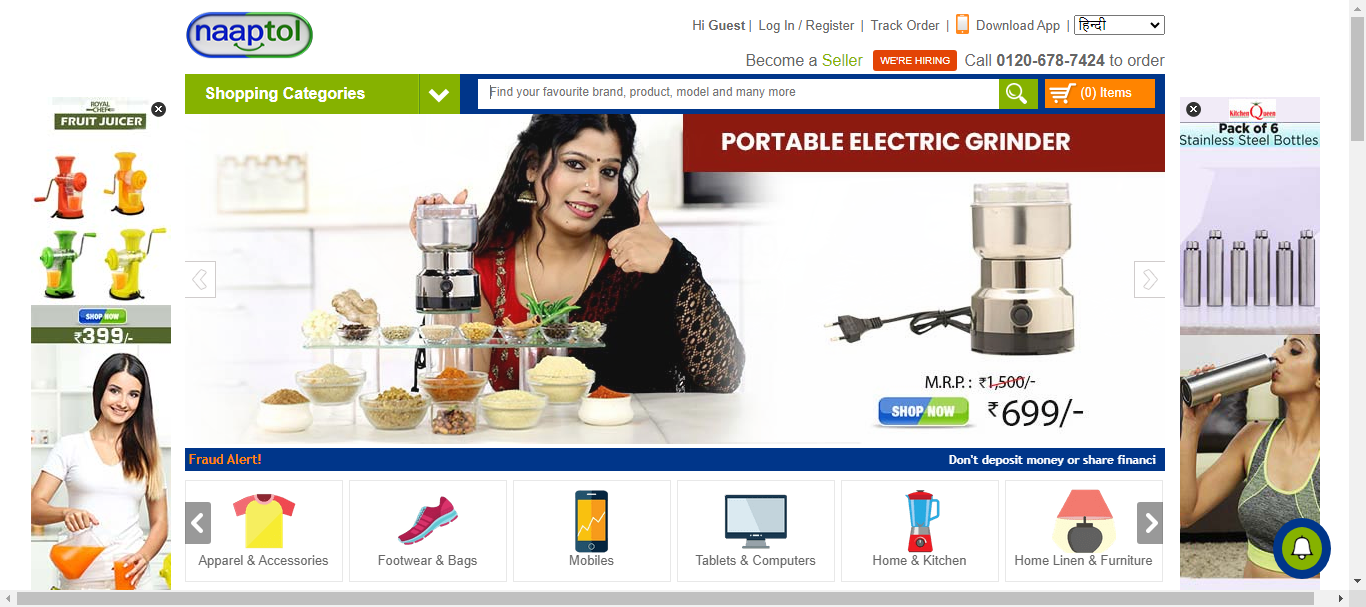 naaptol
Hi Guest | Log In / Register | Track Order | Download App | हिन्दी
Become a Seller WE'RE HIRING Call 0120-678-7424 to order
Shopping Categories
Find your favourite brand, product, model and many more
(0) Items
ROYAL
CHEF
FRUIT JUICER
SHOP NOW
₹399/-
PORTABLE ELECTRIC GRINDER
M.R.P.: ₹1,500/-
SHOP NOW ₹699/-
Kitchen Queen
Pack of 6
Stainless Steel Bottles
Fraud Alert! Don't deposit money or share financi
Apparel & Accessories
Footwear & Bags
Mobiles
Tablets & Computers
Home & Kitchen
Home Linen & Furniture